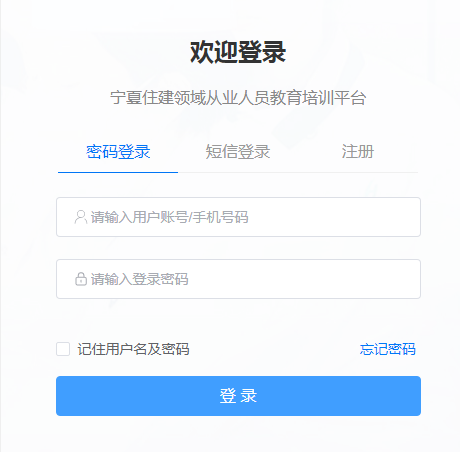 欢迎登录
宁夏住建领域从业人员教育培训平台
密码登录 短信登录 注册
请输入用户账号/手机号码
请输入登录密码
记住用户名及密码 忘记密码
登 录